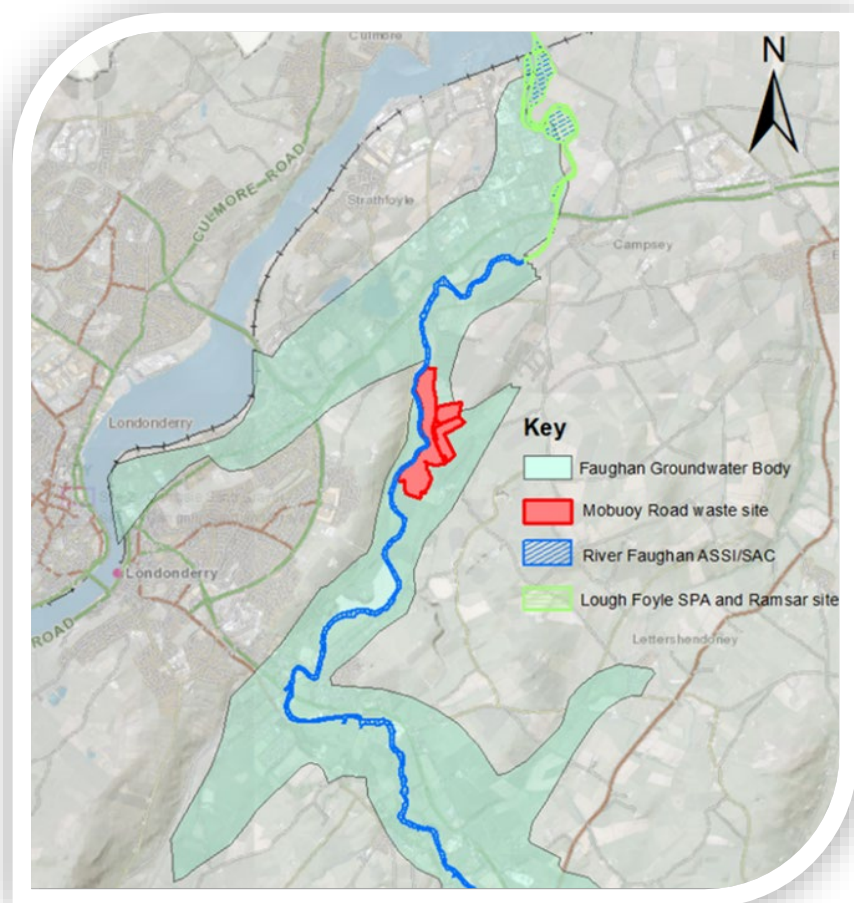 Culmore
N
CULMORE ROAD
Strathfoyle
Campsey
Londonderry
Key
Faughan Groundwater Body
Mobuoy Road waste site
River Faughan ASSI/SAC
Londonderry
Lough Foyle SPA and Ramsar site
ROAD
Lettershendoney